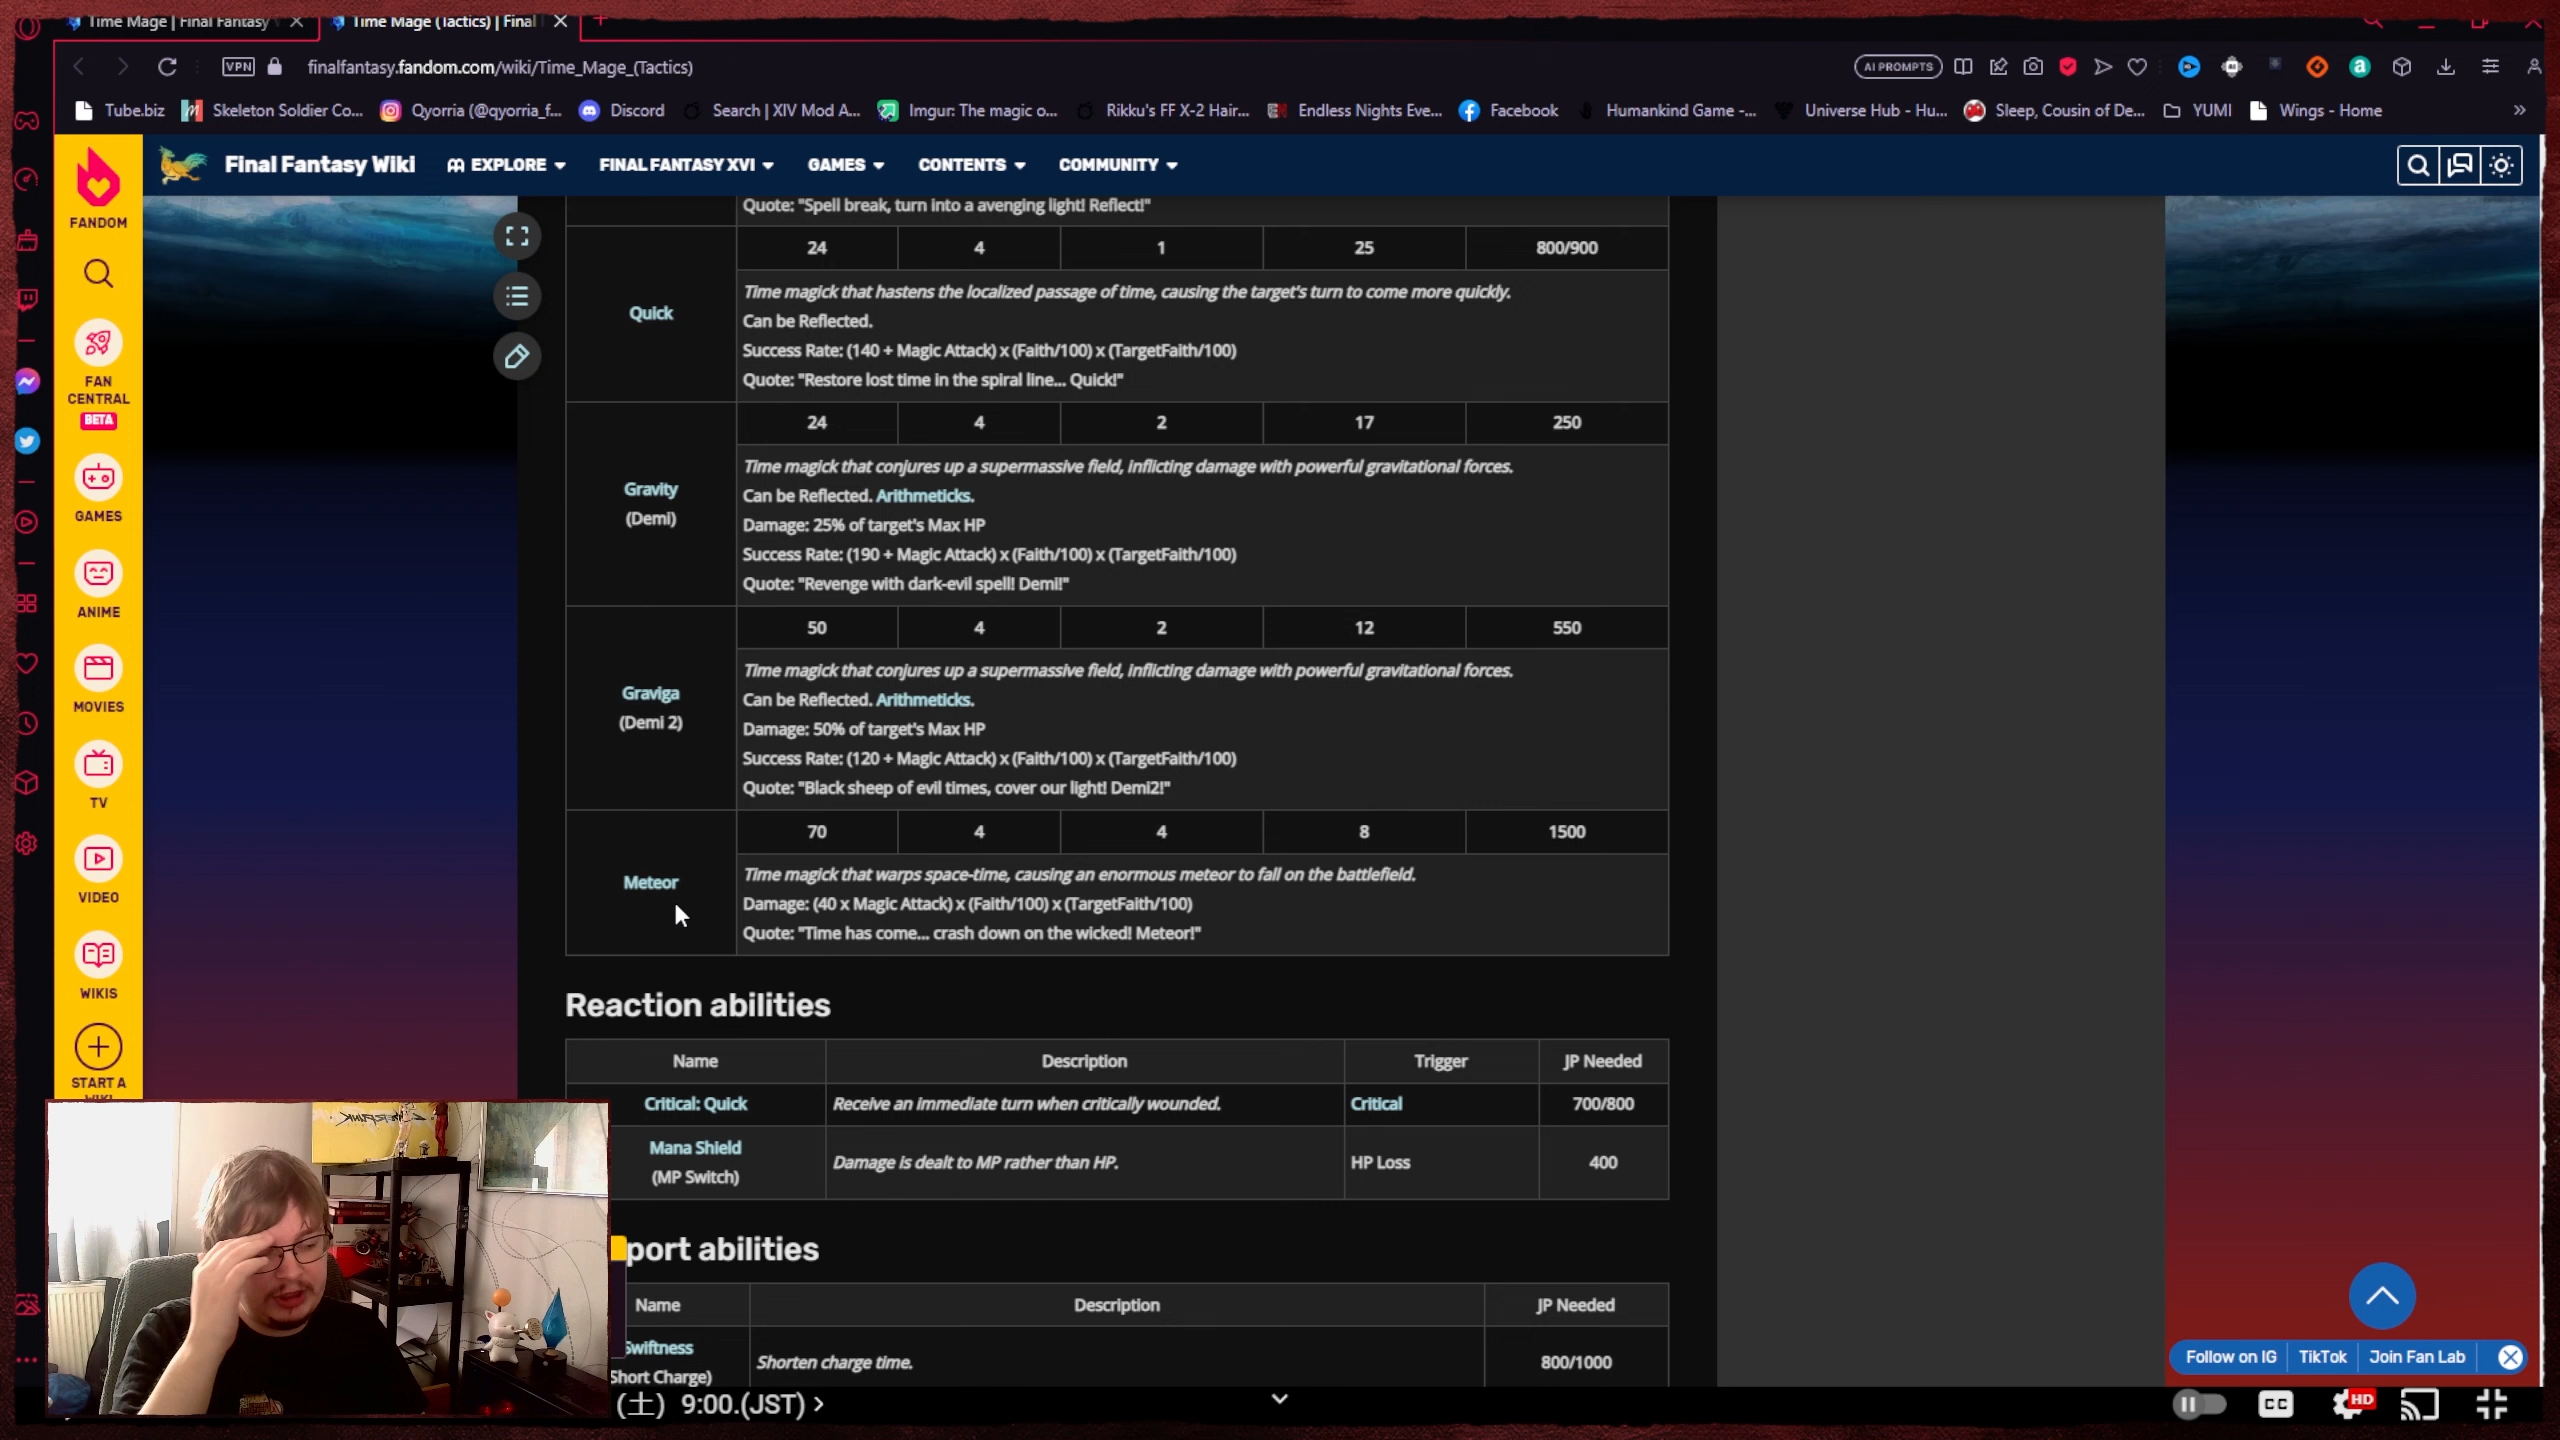 Time Mage | Final Fantasy
Time Mage (Tactics) | Final
VPN
finalfantasy.fandom.com/wiki/Time_Mage_(Tactics)
AI PROMPTS
Tube.biz
Skeleton Soldier Co...
Qyorria (@qyorria_f...
Discord
Search | XIV Mod A...
Imgur: The magic o...
Rikku's FF X-2 Hair...
Endless Nights Eve...
Facebook
Humankind Game -...
Universe Hub - Hu...
Sleep, Cousin of De...
YUMI
Wings - Home
»
Final Fantasy Wiki
EXPLORE
FINAL FANTASY XVI
GAMES
CONTENTS
COMMUNITY
FANDOM
FAN
CENTRAL
BETA
GAMES
ANIME
MOVIES
TV
VIDEO
WIKIS
START A
Quote: "Spell break, turn into a avenging light! Reflect!"
Quick
24 4 1 25 800/900
Time magick that hastens the localized passage of time, causing the target's turn to come more quickly.
Can be Reflected.
Success Rate: (140 + Magic Attack) x (Faith/100) x (TargetFaith/100)
Quote: "Restore lost time in the spiral line... Quick!"
Gravity
(Demi)
24 4 2 17 250
Time magick that conjures up a supermassive field, inflicting damage with powerful gravitational forces.
Can be Reflected. Arithmeticks.
Damage: 25% of target's Max HP
Success Rate: (190 + Magic Attack) x (Faith/100) x (TargetFaith/100)
Quote: "Revenge with dark-evil spell! Demi!"
Graviga
(Demi 2)
50 4 2 12 550
Time magick that conjures up a supermassive field, inflicting damage with powerful gravitational forces.
Can be Reflected. Arithmeticks.
Damage: 50% of target's Max HP
Success Rate: (120 + Magic Attack) x (Faith/100) x (TargetFaith/100)
Quote: "Black sheep of evil times, cover our light! Demi2!"
Meteor
70 4 4 8 1500
Time magick that warps space-time, causing an enormous meteor to fall on the battlefield.
Damage: (40 x Magic Attack) x (Faith/100) x (TargetFaith/100)
Quote: "Time has come... crash down on the wicked! Meteor!"
Reaction abilities
Name Description Trigger JP Needed
Critical: Quick Receive an immediate turn when critically wounded. Critical 700/800
Mana Shield
(MP Switch)
Damage is dealt to MP rather than HP. HP Loss 400
port abilities
Name Description JP Needed
Swiftness
Short Charge)
Shorten charge time. 800/1000
Follow on IG
TikTok
Join Fan Lab
(土) 9:00.(JST)
CC
HD